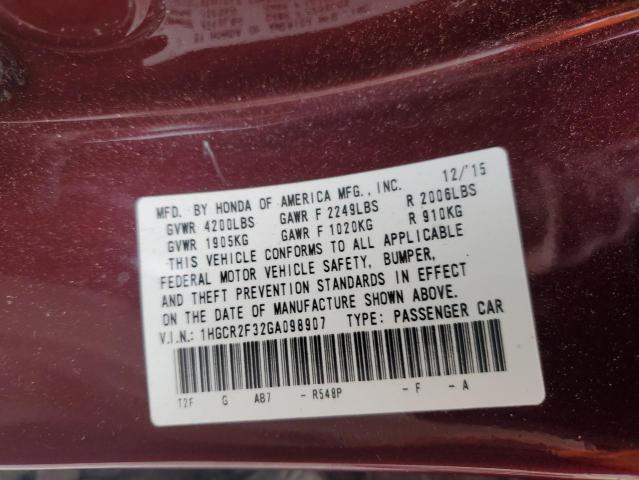 MFD. BY HONDA OF AMERICA MFG., INC. 12/'15
GVWR 4200LBS GAWR F 2249LBS R 2006LBS
GVWR 1905KG GAWR F 1020KG R 910KG
THIS VEHICLE CONFORMS TO ALL APPLICABLE
FEDERAL MOTOR VEHICLE SAFETY, BUMPER,
AND THEFT PREVENTION STANDARDS IN EFFECT
ON THE DATE OF MANUFACTURE SHOWN ABOVE.
V.I.N.: 1HGCR2F32GA098907 TYPE: PASSENGER CAR
T2F G AB7 - R548P - F - A